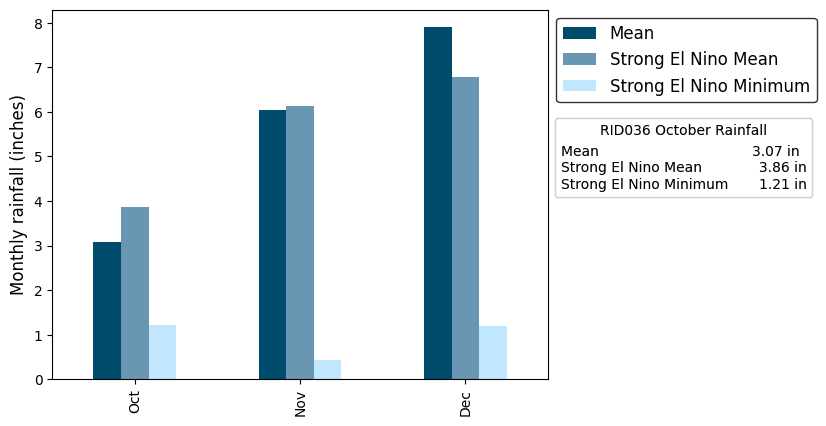 8
7
6
5
4
3
2
1
0
Monthly rainfall (inches)
Oct
Nov
Dec
Mean
Strong El Nino Mean
Strong El Nino Minimum
RID036 October Rainfall
Mean 3.07 in
Strong El Nino Mean 3.86 in
Strong El Nino Minimum 1.21 in